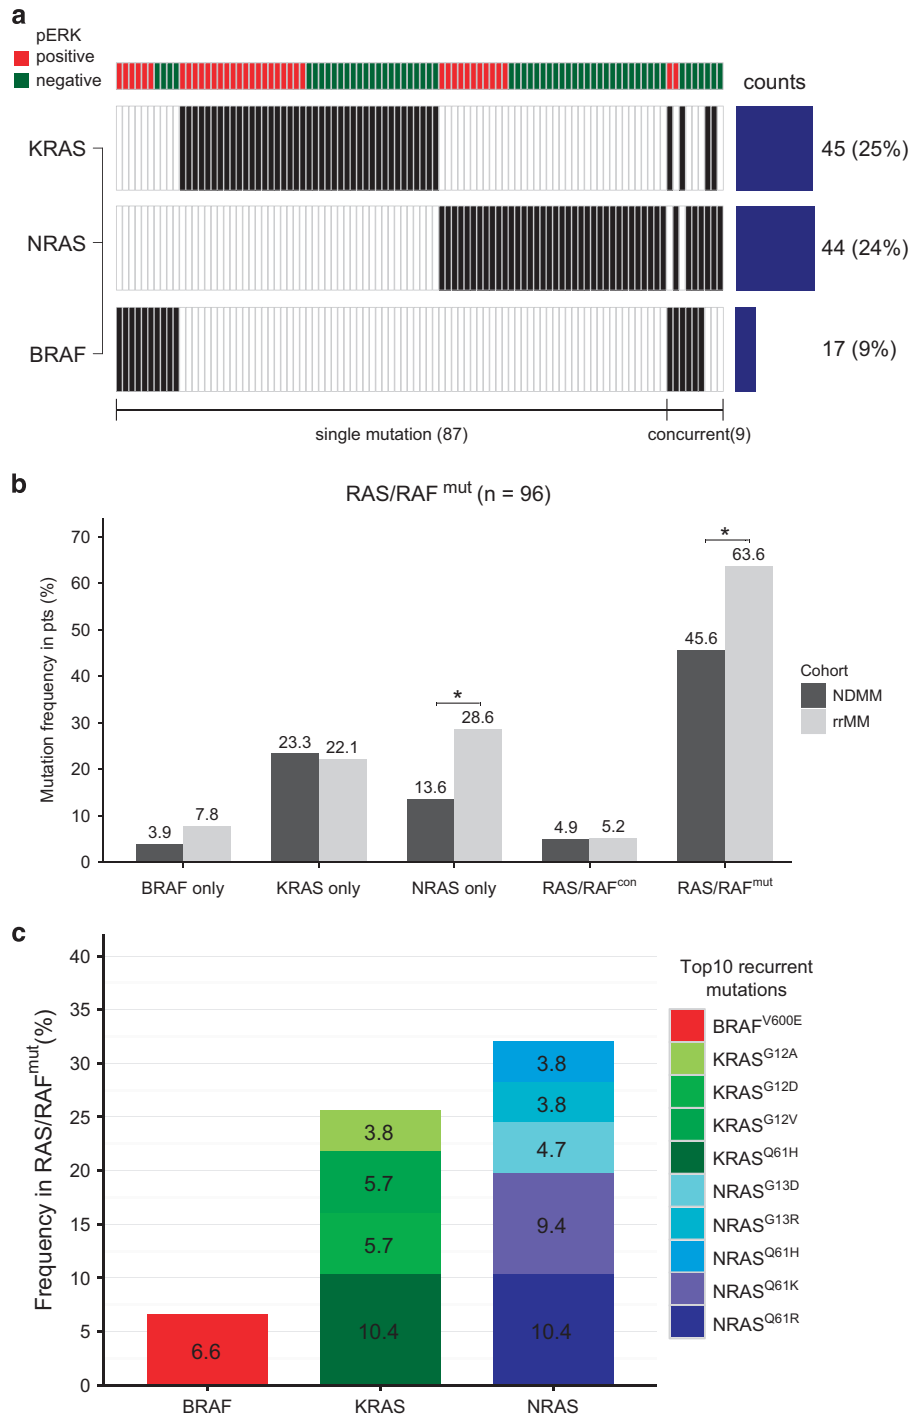 a
pERK
positive
negative
counts
KRAS
45 (25%)
NRAS
44 (24%)
BRAF
17 (9%)
single mutation (87)
concurrent(9)
b
RAS/RAF mut (n = 96)
Mutation frequency in pts (%)
70
60
50
40
30
20
10
0
3.9
7.8
23.3
22.1
13.6
28.6
*
4.9
5.2
45.6
63.6
*
BRAF only
KRAS only
NRAS only
RAS/RAFcon
RAS/RAFmut
Cohort
NDMM
rrMM
c
Frequency in RAS/RAFmut(%)
40
35
30
25
20
15
10
5
0
6.6
3.8
5.7
5.7
10.4
3.8
3.8
4.7
9.4
10.4
BRAF
KRAS
NRAS
Top10 recurrent
mutations
BRAFV600E
KRASG12A
KRASG12D
KRASG12V
KRASQ61H
NRASG13D
NRASG13R
NRASQ61H
NRASQ61K
NRASQ61R